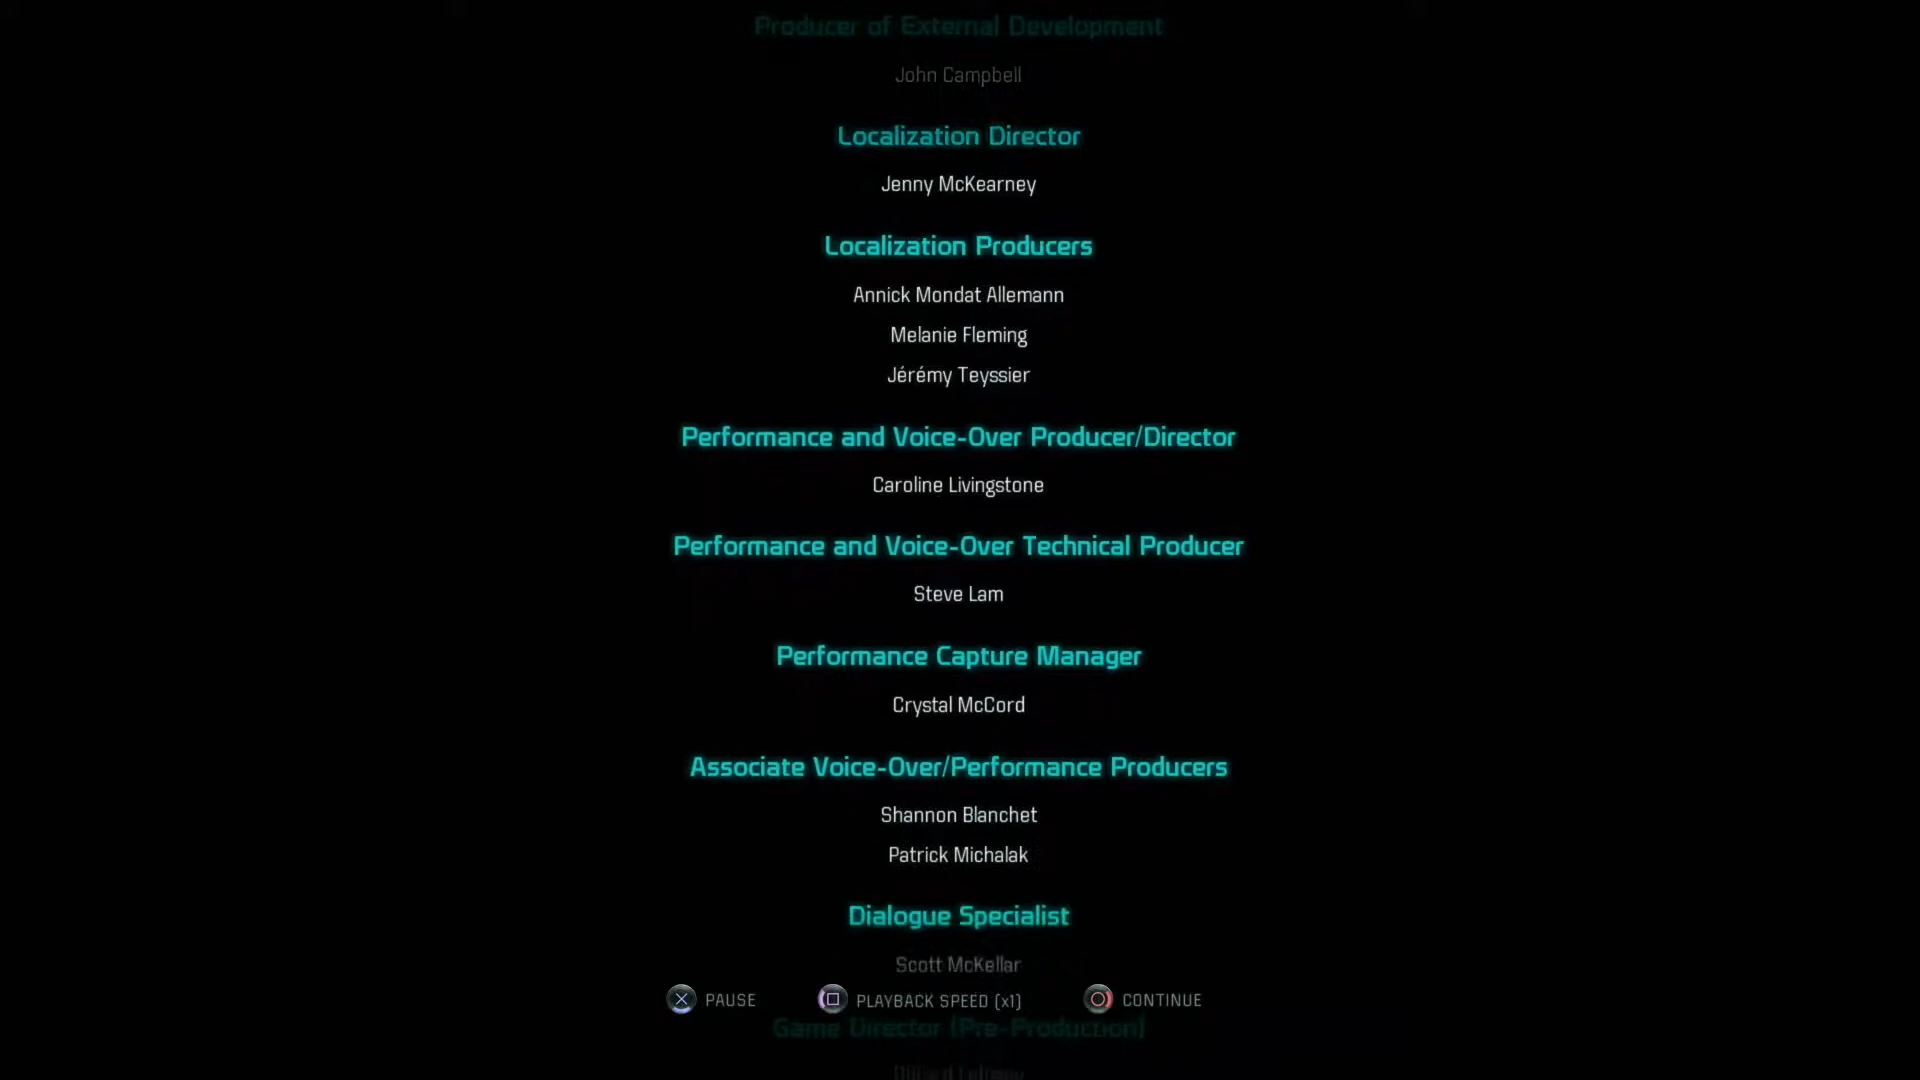 Producer of External Development
John Campbell
Localization Director
Jenny McKearney
Localization Producers
Annick Mondat Allemann
Melanie Fleming
Jérémy Teyssier
Performance and Voice-Over Producer/Director
Caroline Livingstone
Performance and Voice-Over Technical Producer
Steve Lam
Performance Capture Manager
Crystal McCord
Associate Voice-Over/Performance Producers
Shannon Blanchet
Patrick Michalak
Dialogue Specialist
Scott McKellar
PAUSE PLAYBACK SPEED (x1) CONTINUE
Game Director (Pre-Production)